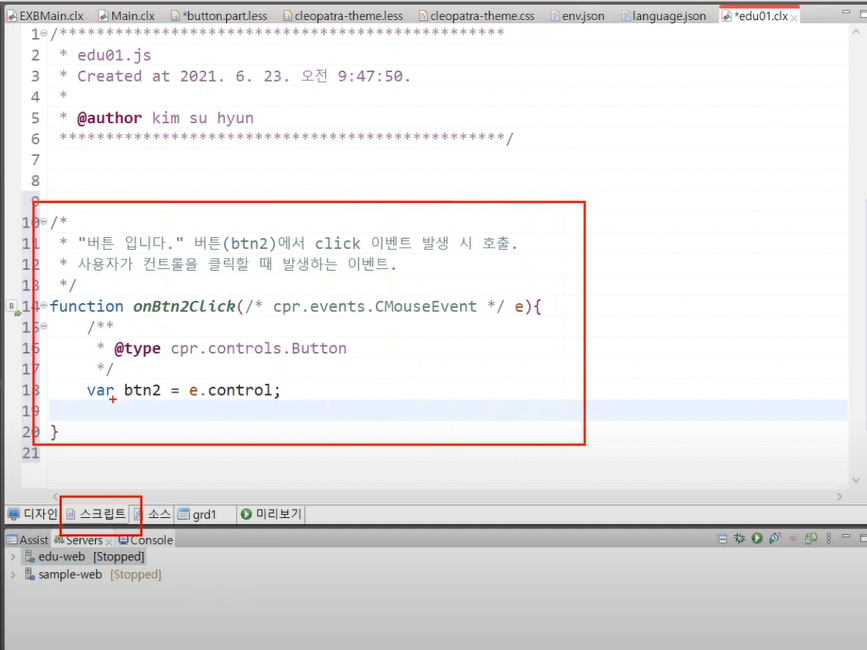 EXBMain.clx Main.clx *button.part.less cleopatra-theme.less cleopatra-theme.css env.json language.json *edu01.clx
1 /************************************************
2 * edu01.js
3 * Created at 2021. 6. 23. 오전 9:47:50.
4 *
5 * @author kim su hyun
6 ************************************************/
7
8
9
10 /*
11 * "버튼 입니다." 버튼(btn2)에서 click 이벤트 발생 시 호출.
12 * 사용자가 컨트롤을 클릭할 때 발생하는 이벤트.
13 */
14 function onBtn2Click(/* cpr.events.CMouseEvent */ e){
15 /**
16 * @type cpr.controls.Button
17 */
18 var btn2 = e.control;
19
20 }
21
디자인 스크립트 소스 grd1 미리보기
Assist Servers Console
edu-web [Stopped]
sample-web [Stopped]